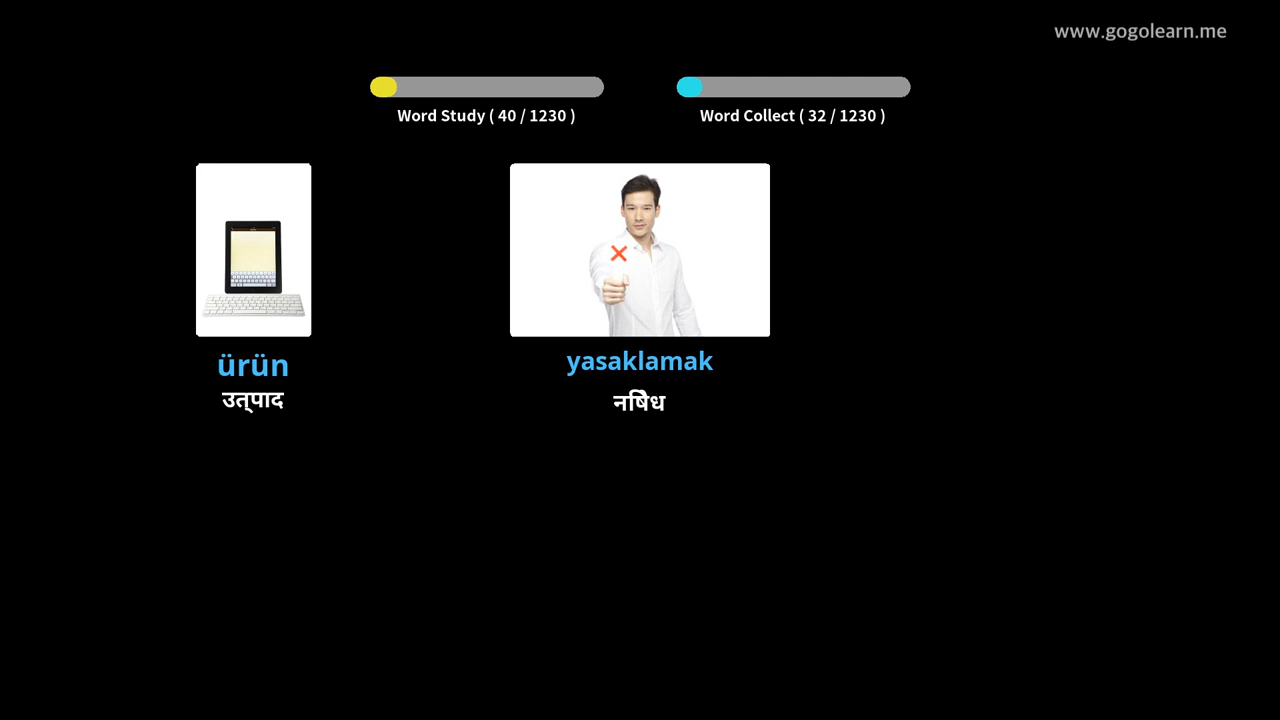 www.gogolearn.me
Word Study ( 40 / 1230 )
Word Collect ( 32 / 1230 )
ürün
उत्पाद
yasaklamak
निषेध